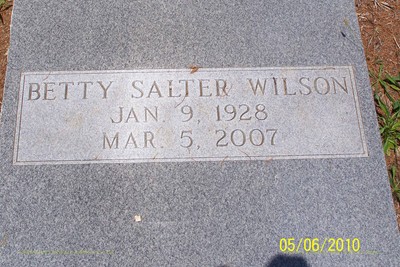 BETTY SALTER WILSON
JAN. 9, 1928
MAR. 5, 2007
05/06/2010